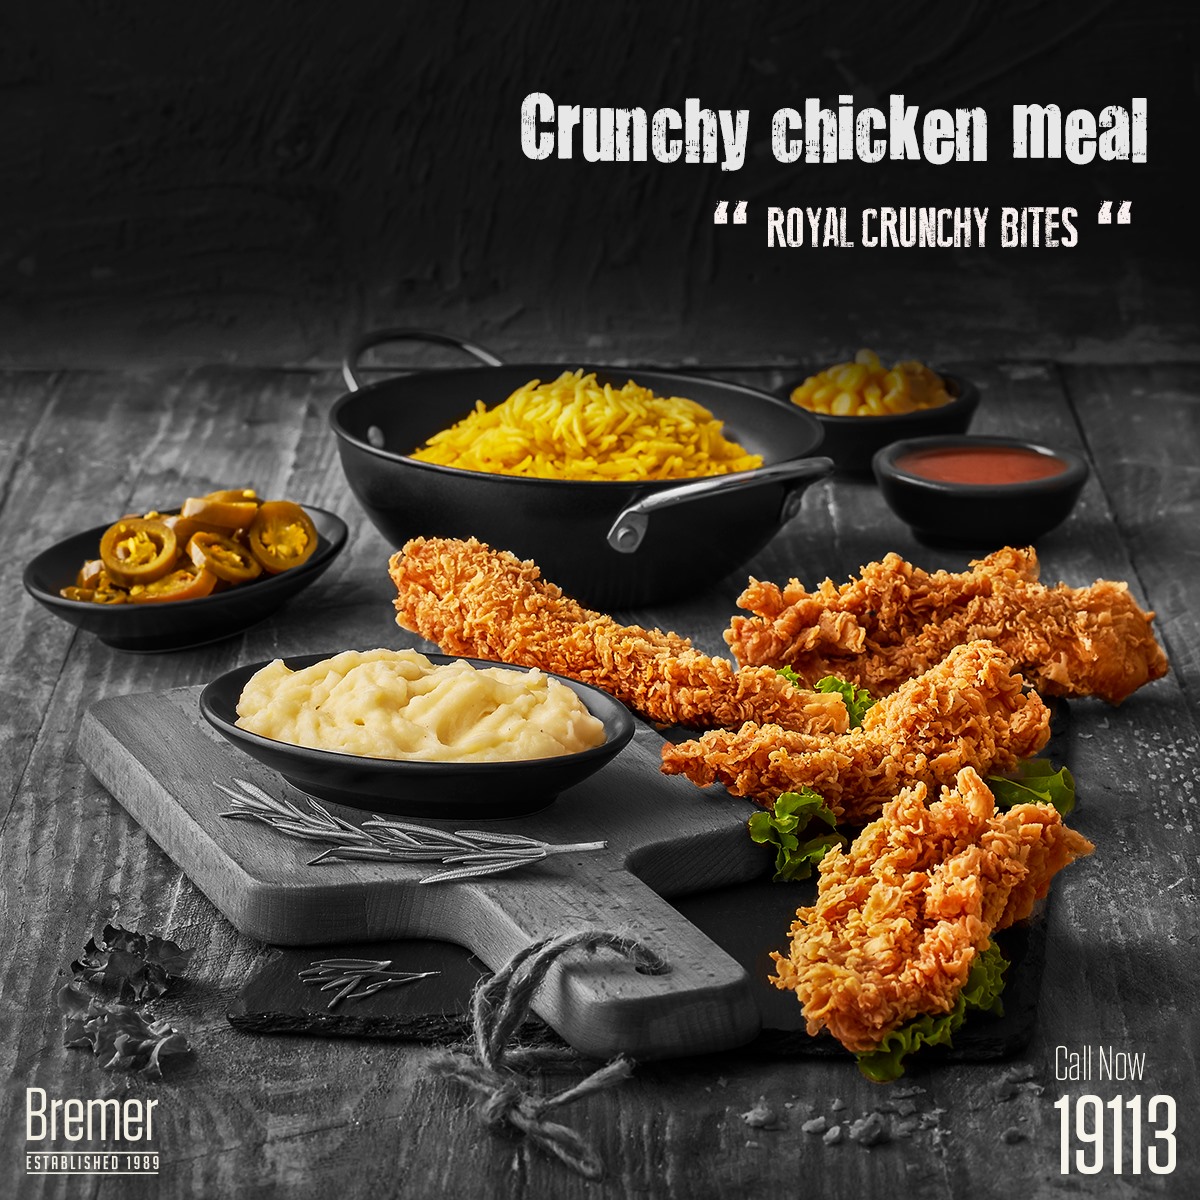 Crunchy chicken meal
“ ROYAL CRUNCHY BITES “
Bremer
ESTABLISHED 1989
Call Now
19113